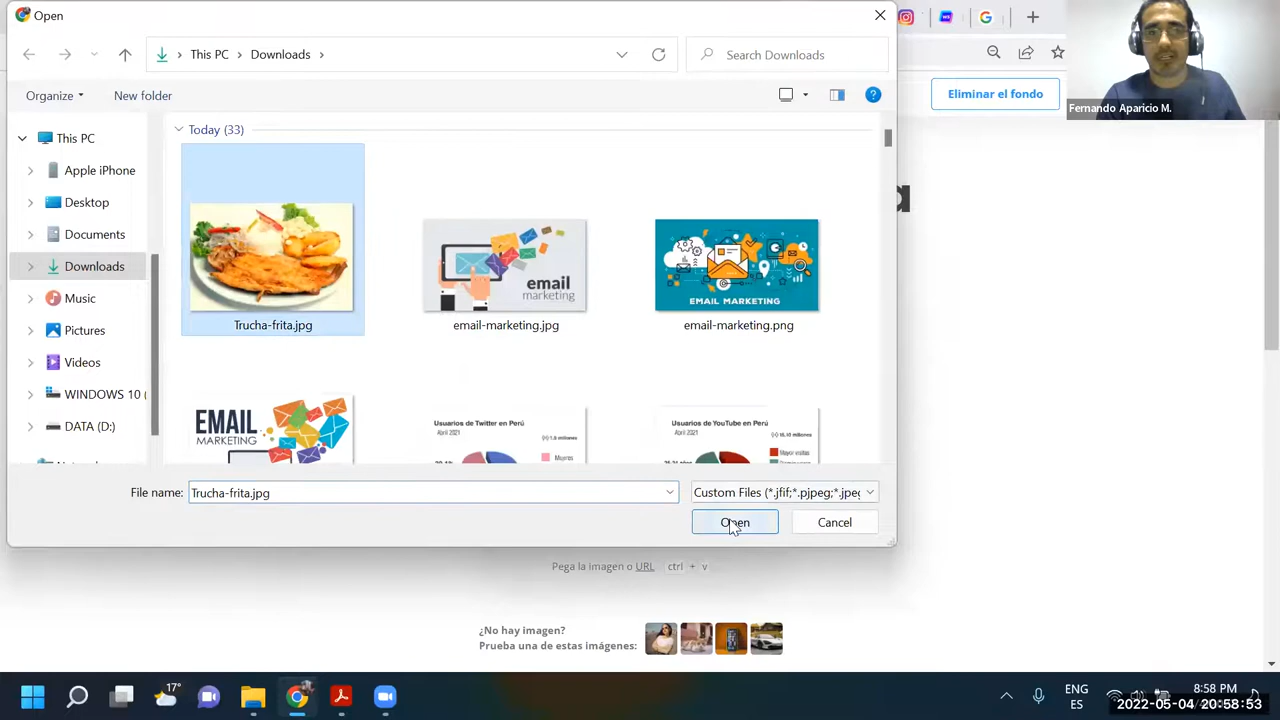 Open
This PC
Downloads
Search Downloads
Eliminar el fondo
Fernando Aparicio M.
Organize
New folder
?
This PC
Apple iPhone
Desktop
Documents
Downloads
Music
Pictures
Videos
WINDOWS 10 (
DATA (D:)
Today (33)
Trucha-frita.jpg
email
marketing
email-marketing.jpg
EMAIL MARKETING
email-marketing.png
EMAIL
MARKETING
Usuarios de Twitter en Perú
Abril 2021
Usuarios de YouTube en Perú
Abril 2021
a
File name:
Trucha-frita.jpg
Custom Files (*.jfif;*.pjpeg;*.jpeg
Open
Cancel
Pega la imagen o URL ctrl + v
¿No hay imagen?
Prueba una de estas imágenes:
17°
ENG
ES
8:58 PM
2022-05-04 20:58:53